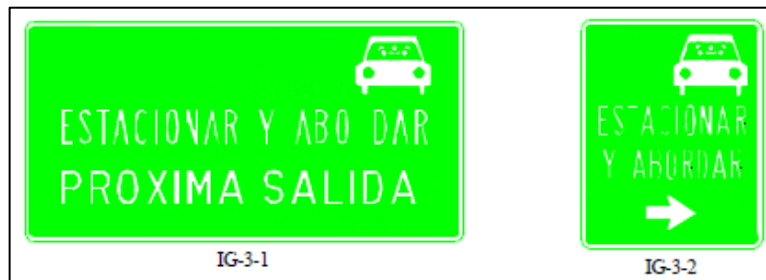 ESTACIONAR Y ABO DAR
PROXIMA SALIDA
IG-3-1
ESTACIONAR
Y ABORDAR
IG-3-2